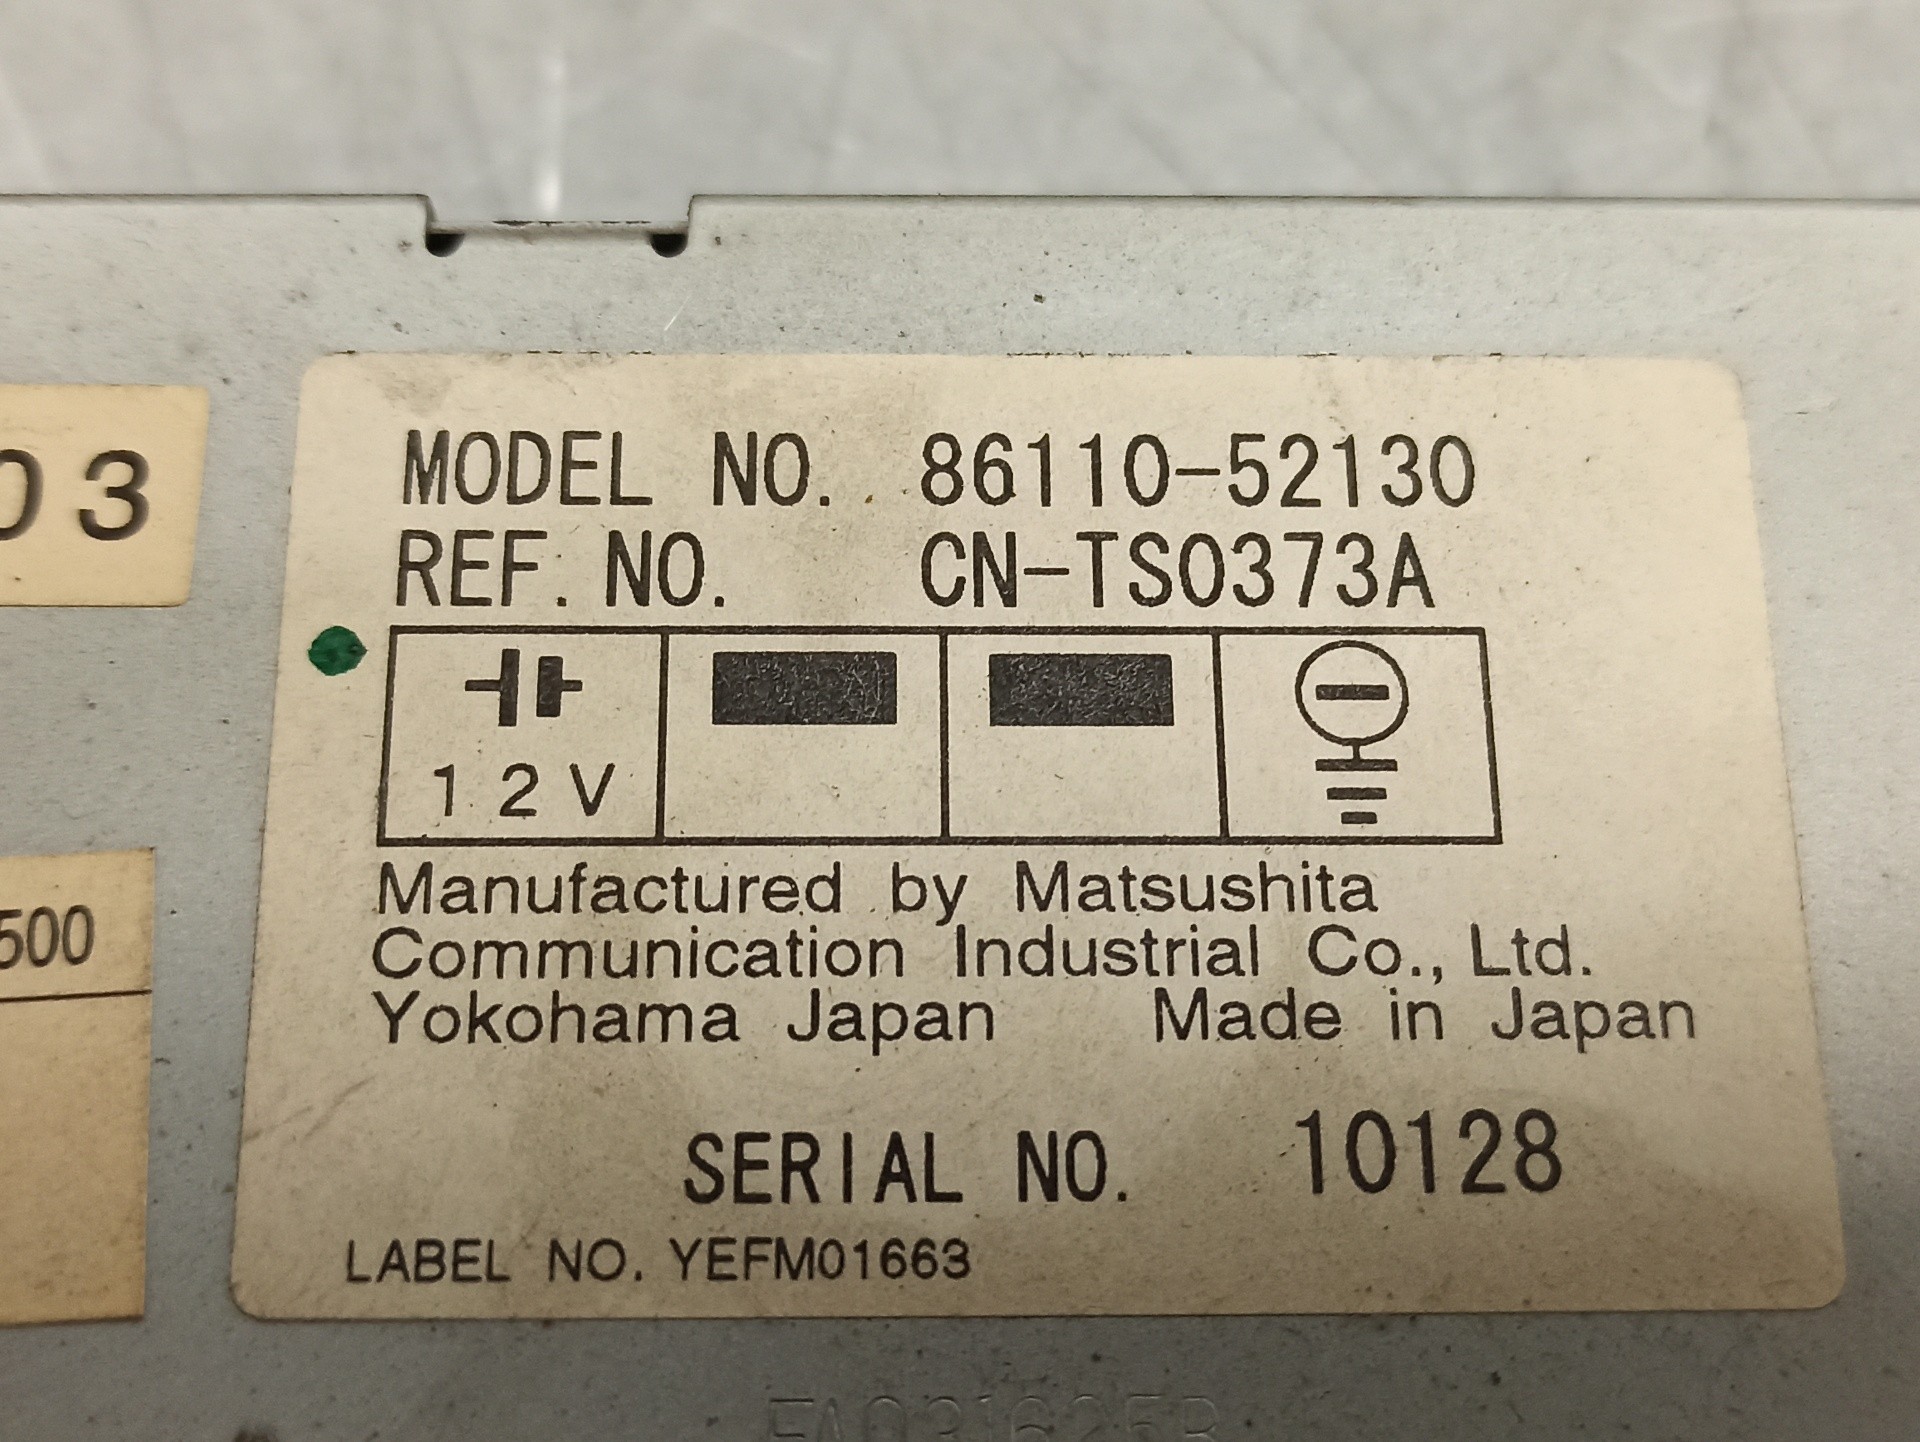 03
MODEL NO. 86110-52130
REF. NO. CN-TS0373A
12V
Manufactured by Matsushita
Communication Industrial Co., Ltd.
Yokohama Japan Made in Japan
500
SERIAL NO. 10128
LABEL NO. YEFM01663